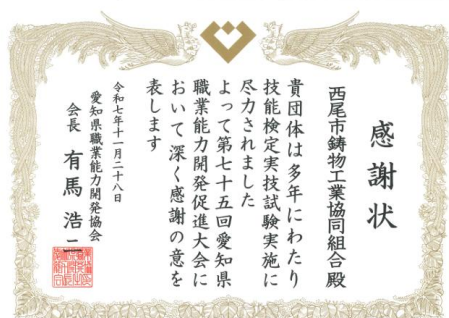 感謝状
西尾市鋳物工業協同組合殿
貴団体は多年にわたり
技能検定実技試験実施に
尽力されました
よって第七十五回愛知県
職業能力開発促進大会に
おいて深く感謝の意を
表します
令和七年十一月二十八日
愛知県職業能力開発協会
会長 有馬浩二